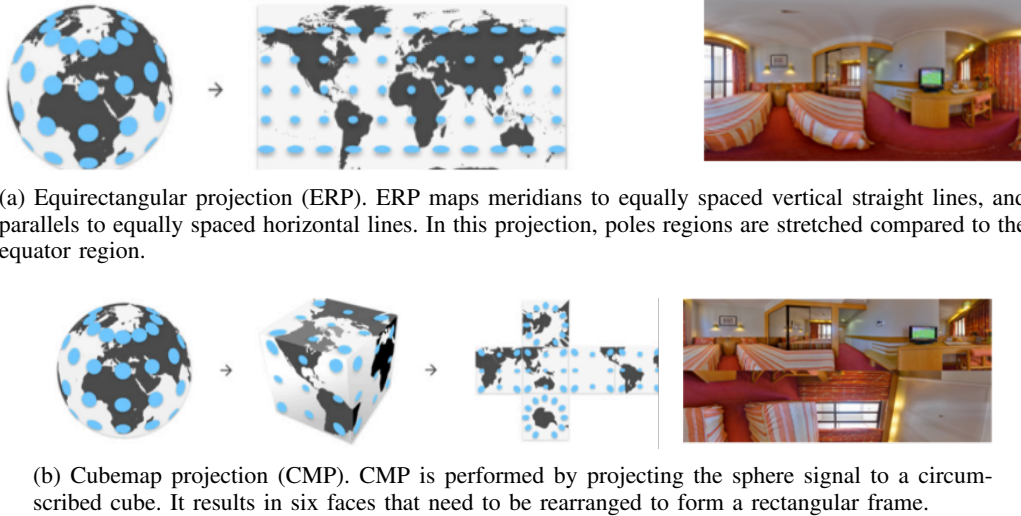 (a) Equirectangular projection (ERP). ERP maps meridians to equally spaced vertical straight lines, and
parallels to equally spaced horizontal lines. In this projection, poles regions are stretched compared to the
equator region.
(b) Cubemap projection (CMP). CMP is performed by projecting the sphere signal to a circum-
scribed cube. It results in six faces that need to be rearranged to form a rectangular frame.